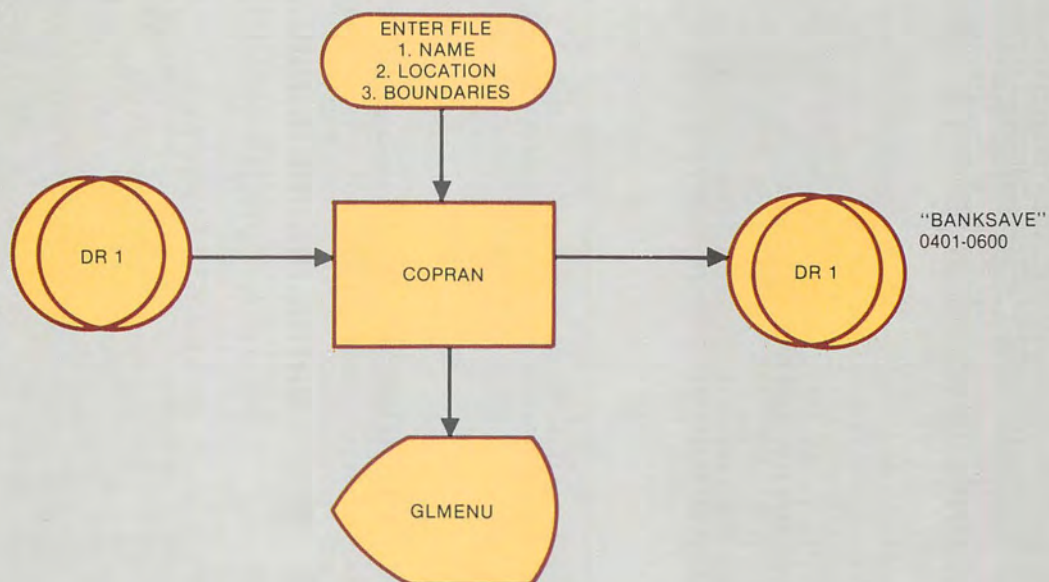 ENTER FILE
1. NAME
2. LOCATION
3. BOUNDARIES
DR 1
COPRAN
DR 1
"BANKSAVE"
0401-0600
GLMENU